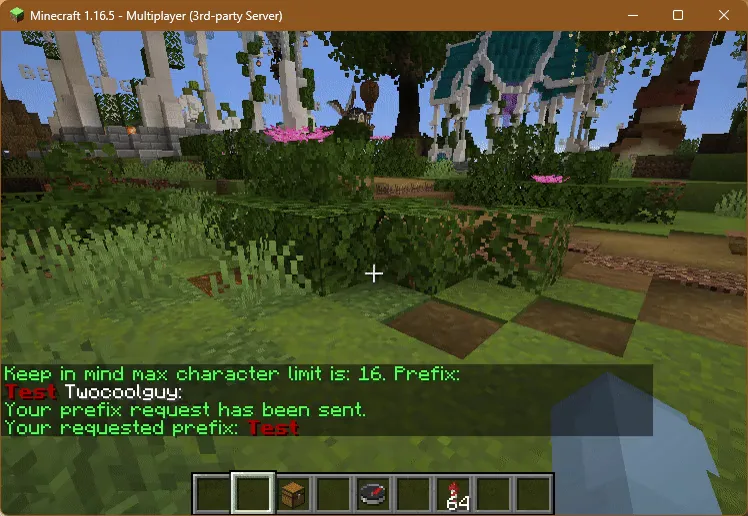 Minecraft 1.16.5 - Multiplayer (3rd-party Server)
Keep in mind max character limit is: 16. Prefix:
Test Twocoolguy:
Your prefix request has been sent.
Your requested prefix: Test
64